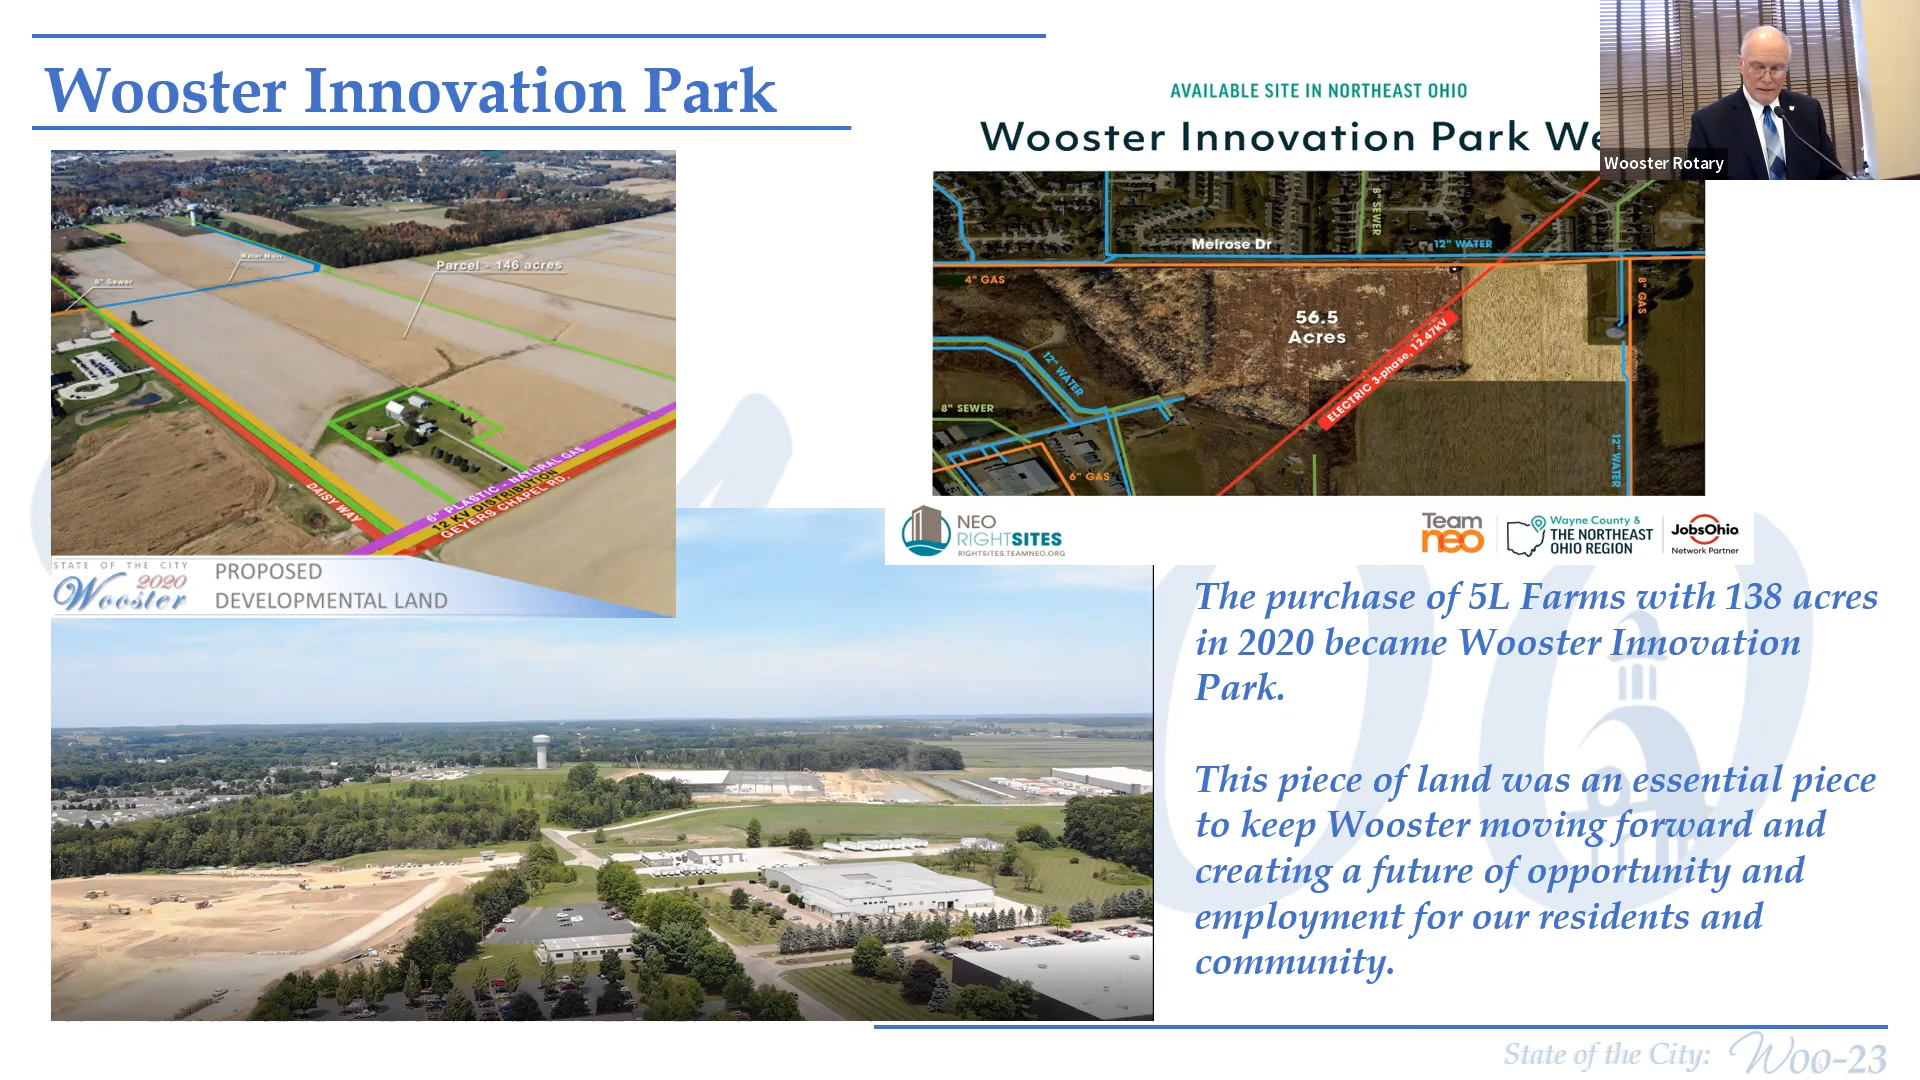 Wooster Innovation Park
Water Main
Parcel - 146 acres
8" Sewer
DAISY WAY
6" PLASTIC - NATURAL GAS
12 KV DISTRIBUTION
GEYERS CHAPEL RD.
STATE OF THE CITY
2020
Wooster
PROPOSED
DEVELOPMENTAL LAND
AVAILABLE SITE IN NORTHEAST OHIO
Wooster Innovation Park We
Wooster Rotary
8" SEWER
Melrose Dr
12" WATER
4" GAS
8" GAS
56.5
Acres
ELECTRIC 3-phase, 12.47KV
12" WATER
8" SEWER
12" WATER
6" GAS
NEO
RIGHTSITES
RIGHTSITES.TEAMNEO.ORG
Team
neo
Wayne County &
THE NORTHEAST
OHIO REGION
JobsOhio
Network Partner
The purchase of 5L Farms with 138 acres
in 2020 became Wooster Innovation
Park.
This piece of land was an essential piece
to keep Wooster moving forward and
creating a future of opportunity and
employment for our residents and
community.
State of the City: Woo-23